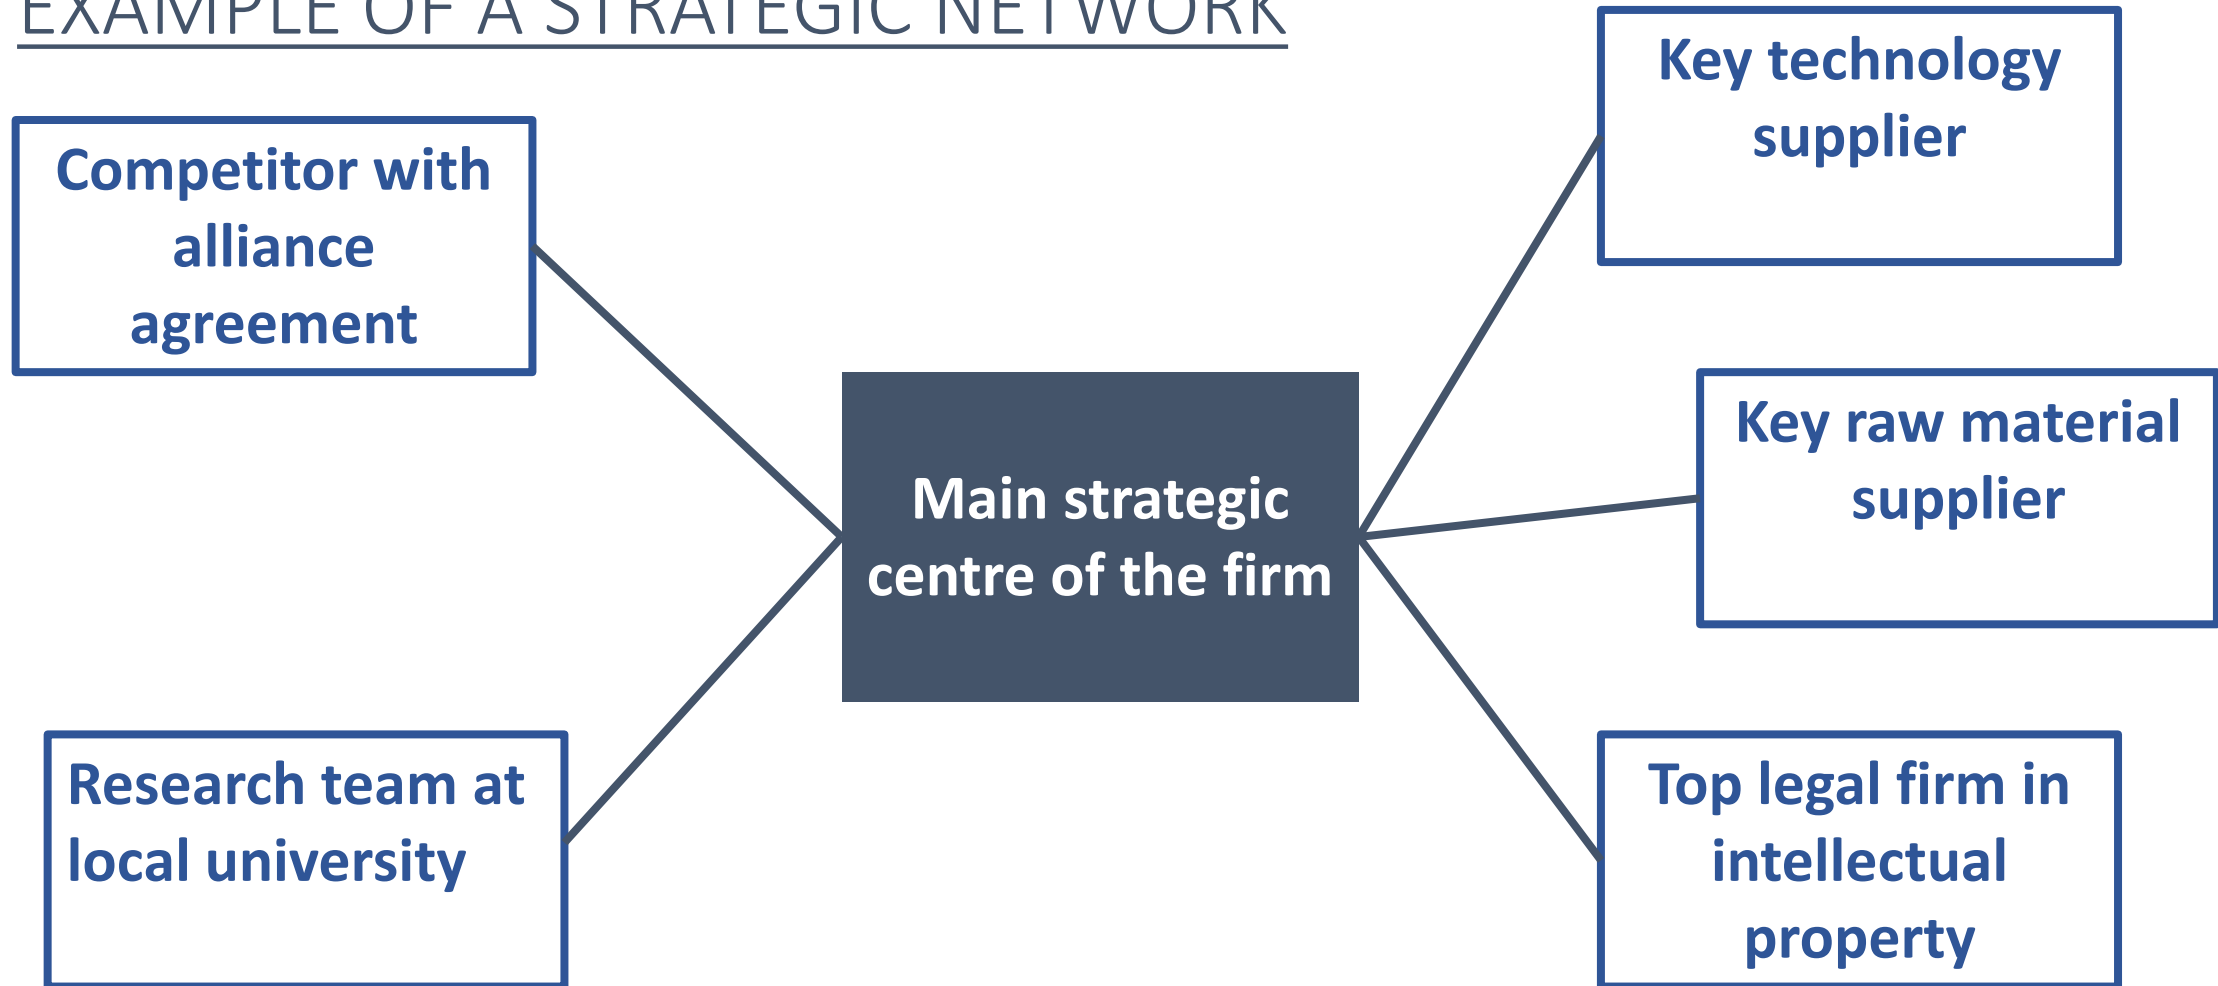 EXAMPLE OF A STRATEGIC NETWORK
Competitor with
alliance
agreement
Research team at
local university
Main strategic
centre of the firm
Key technology
supplier
Key raw material
supplier
Top legal firm in
intellectual
property